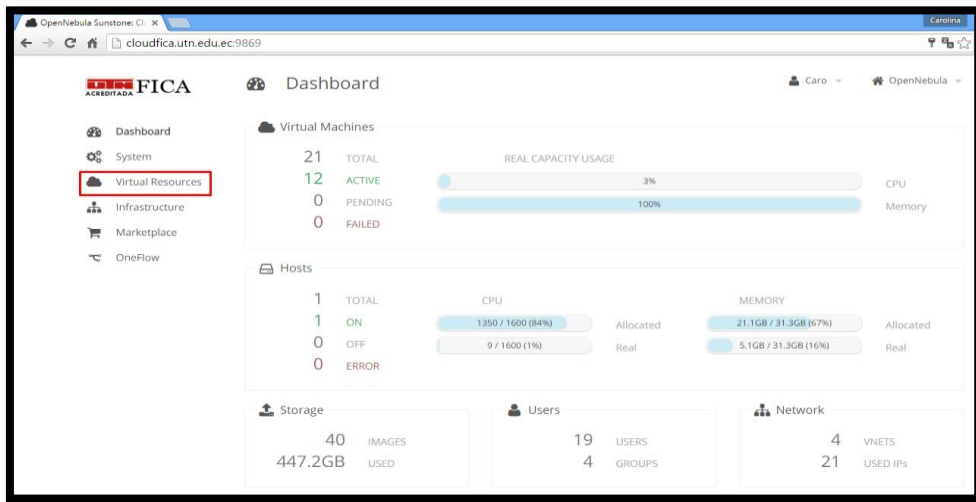 OpenNebula Sunstone: Cl
Carolina
cloudfica.utn.edu.ec:9869
UTN FICA
ACREDITADA
Dashboard
Caro
OpenNebula
Dashboard
System
Virtual Resources
Infrastructure
Marketplace
OneFlow
Virtual Machines
21 TOTAL
12 ACTIVE
0 PENDING
0 FAILED
REAL CAPACITY USAGE
3% CPU
100% Memory
Hosts
1 TOTAL
1 ON
0 OFF
0 ERROR
CPU
1350 / 1600 (84%) Allocated
9 / 1600 (1%) Real
MEMORY
21.1GB / 31.3GB (67%) Allocated
5.1GB / 31.3GB (16%) Real
Storage
40 IMAGES
447.2GB USED
Users
19 USERS
4 GROUPS
Network
4 VNETS
21 USED IPs